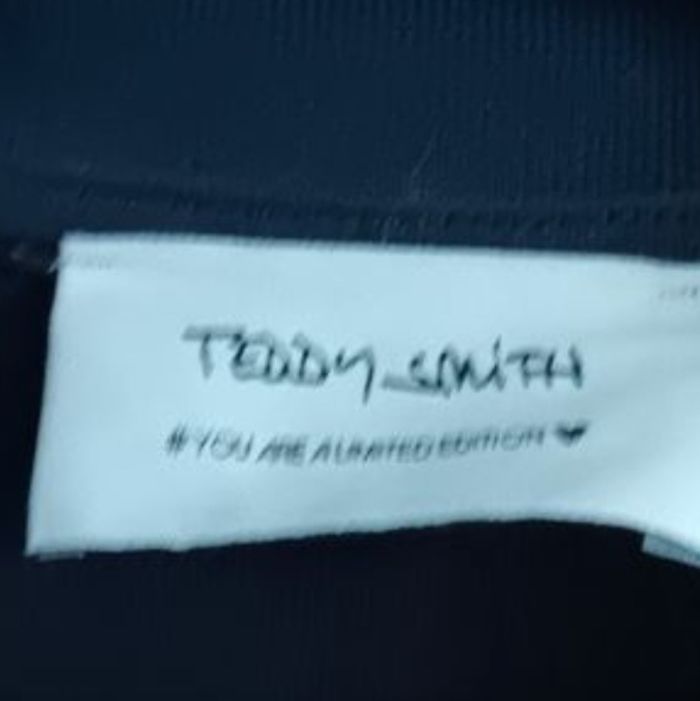 TEDDY SMITH
#YOU ARE A LIMITED EDITION ❤